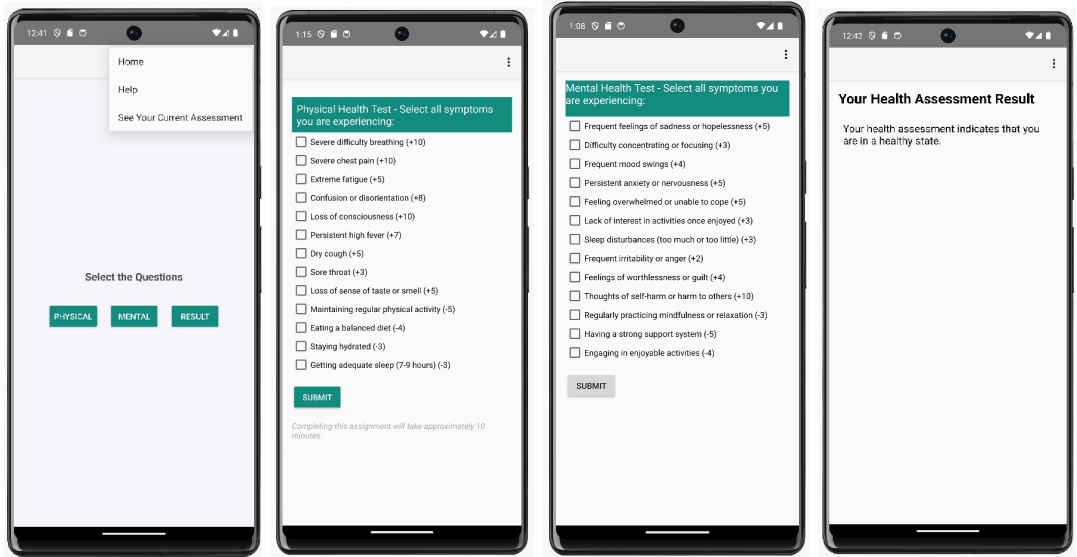 12:41
Home
Help
See Your Current Assessment
Select the Questions
PHYSICAL
MENTAL
RESULT
1:15
Physical Health Test - Select all symptoms
you are experiencing:
Severe difficulty breathing (+10)
Severe chest pain (+10)
Extreme fatigue (+5)
Confusion or disorientation (+8)
Loss of consciousness (+10)
Persistent high fever (+7)
Dry cough (+5)
Sore throat (+3)
Loss of sense of taste or smell (+5)
Maintaining regular physical activity (-5)
Eating a balanced diet (-4)
Staying hydrated (-3)
Getting adequate sleep (7-9 hours) (-3)
SUBMIT
Completing this assignment will take approximately 10
minutes.
1:08
Mental Health Test - Select all symptoms you
are experiencing:
Frequent feelings of sadness or hopelessness (+5)
Difficulty concentrating or focusing (+3)
Frequent mood swings (+4)
Persistent anxiety or nervousness (+5)
Feeling overwhelmed or unable to cope (+5)
Lack of interest in activities once enjoyed (+3)
Sleep disturbances (too much or too little) (+3)
Frequent irritability or anger (+2)
Feelings of worthlessness or guilt (+4)
Thoughts of self-harm or harm to others (+10)
Regularly practicing mindfulness or relaxation (-3)
Having a strong support system (-5)
Engaging in enjoyable activities (-4)
SUBMIT
12:42
Your Health Assessment Result
Your health assessment indicates that you
are in a healthy state.